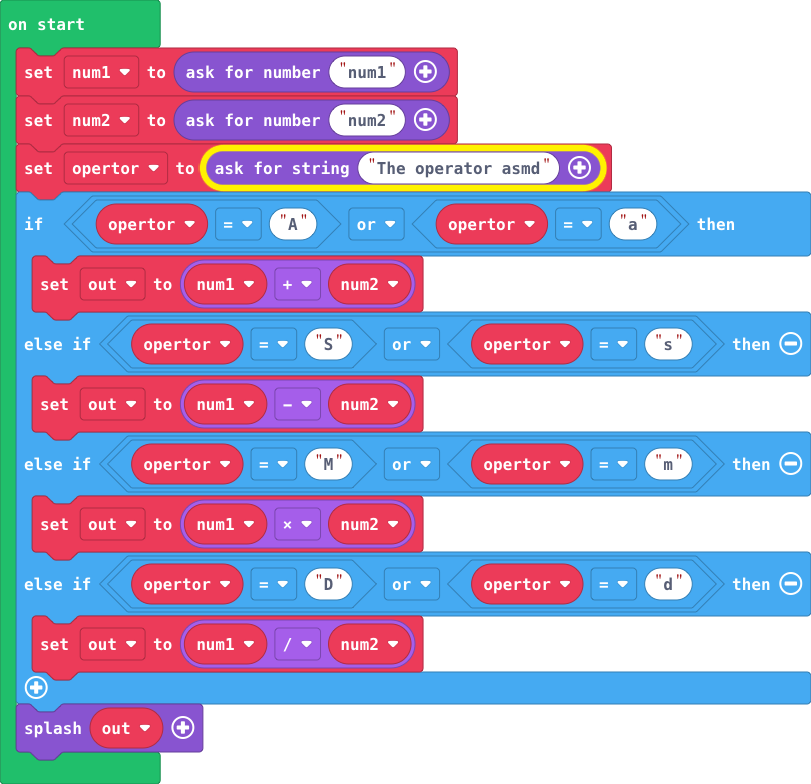 on start
set num1 to ask for number "num1"
set num2 to ask for number "num2"
set opertor to ask for string "The operator asmd"
if opertor = "A" or opertor = "a" then
set out to num1 + num2
else if opertor = "S" or opertor = "s" then
set out to num1 - num2
else if opertor = "M" or opertor = "m" then
set out to num1 × num2
else if opertor = "D" or opertor = "d" then
set out to num1 / num2
splash out